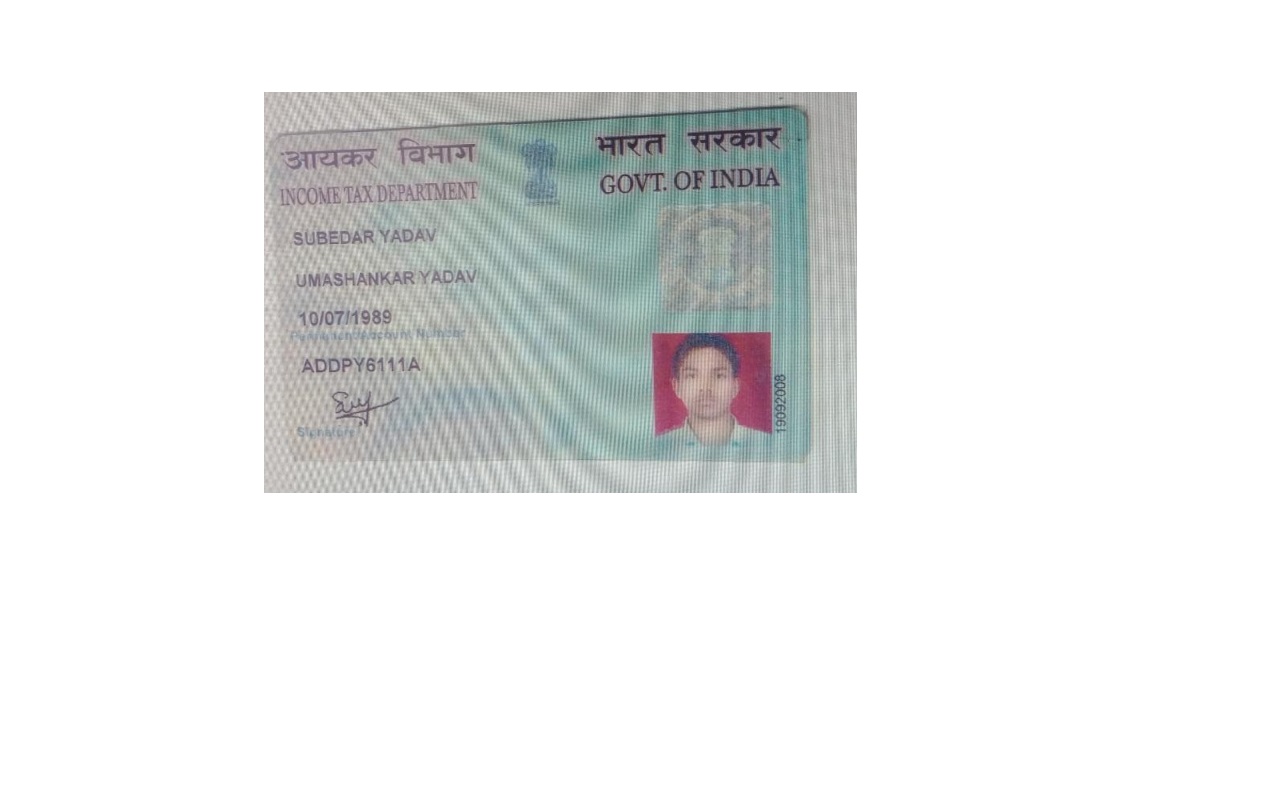 आयकर विभाग
INCOME TAX DEPARTMENT
भारत सरकार
GOVT. OF INDIA
SUBEDAR YADAV
UMASHANKAR YADAV
10/07/1989
Permanent Account Number
ADDPY6111A
Signature
19092008